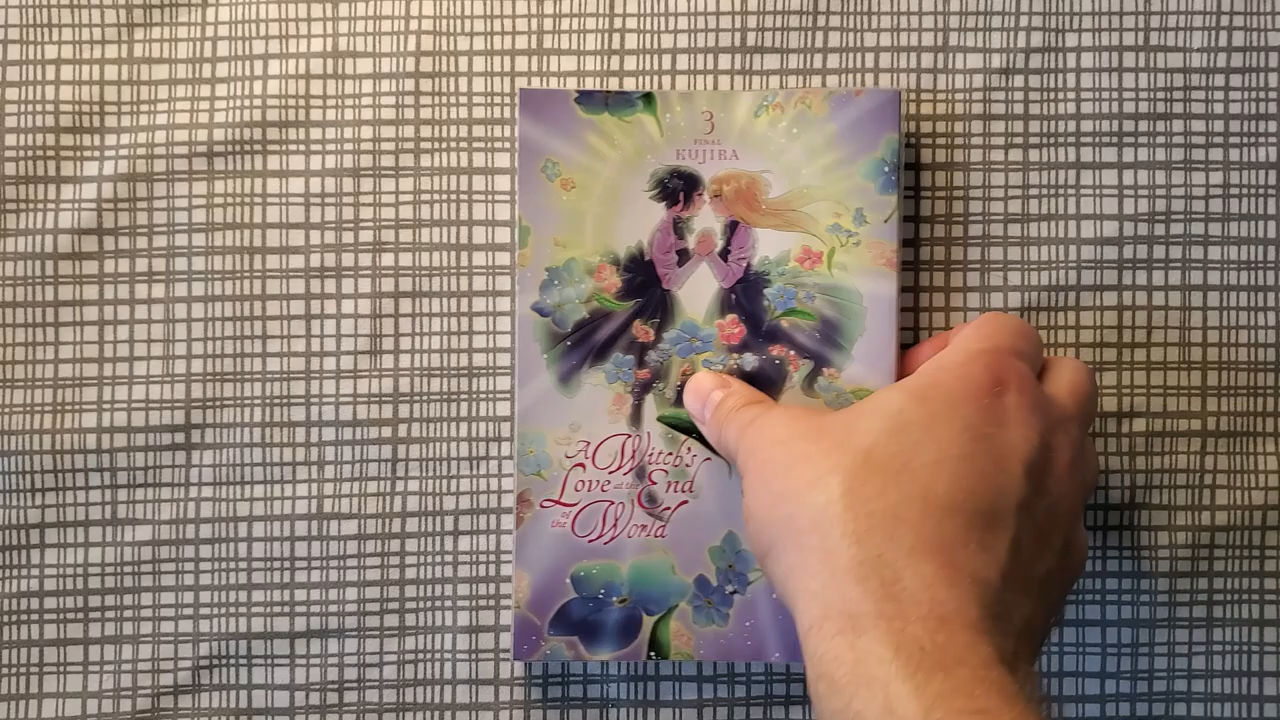 3
FINAL
KUJIRA
A Witch's
Love at the End
of the World